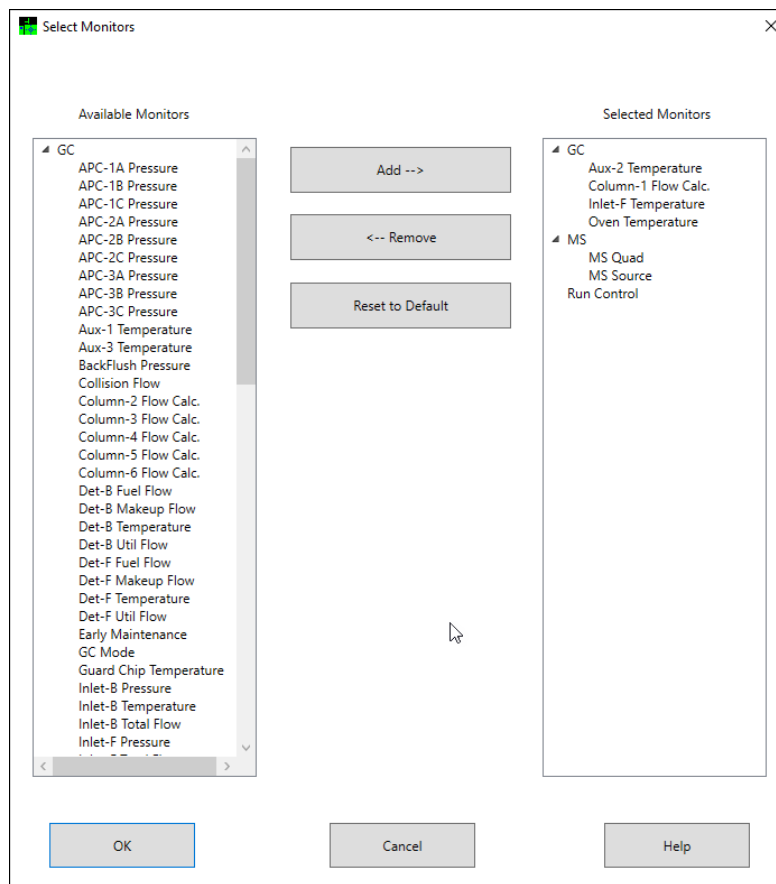 Select Monitors
Available Monitors
GC
APC-1A Pressure
APC-1B Pressure
APC-1C Pressure
APC-2A Pressure
APC-2B Pressure
APC-2C Pressure
APC-3A Pressure
APC-3B Pressure
APC-3C Pressure
Aux-1 Temperature
Aux-3 Temperature
BackFlush Pressure
Collision Flow
Column-2 Flow Calc.
Column-3 Flow Calc.
Column-4 Flow Calc.
Column-5 Flow Calc.
Column-6 Flow Calc.
Det-B Fuel Flow
Det-B Makeup Flow
Det-B Temperature
Det-B Util Flow
Det-F Fuel Flow
Det-F Makeup Flow
Det-F Temperature
Det-F Util Flow
Early Maintenance
GC Mode
Guard Chip Temperature
Inlet-B Pressure
Inlet-B Temperature
Inlet-B Total Flow
Inlet-F Pressure
Add -->
<-- Remove
Reset to Default
Selected Monitors
GC
Aux-2 Temperature
Column-1 Flow Calc.
Inlet-F Temperature
Oven Temperature
MS
MS Quad
MS Source
Run Control
OK
Cancel
Help